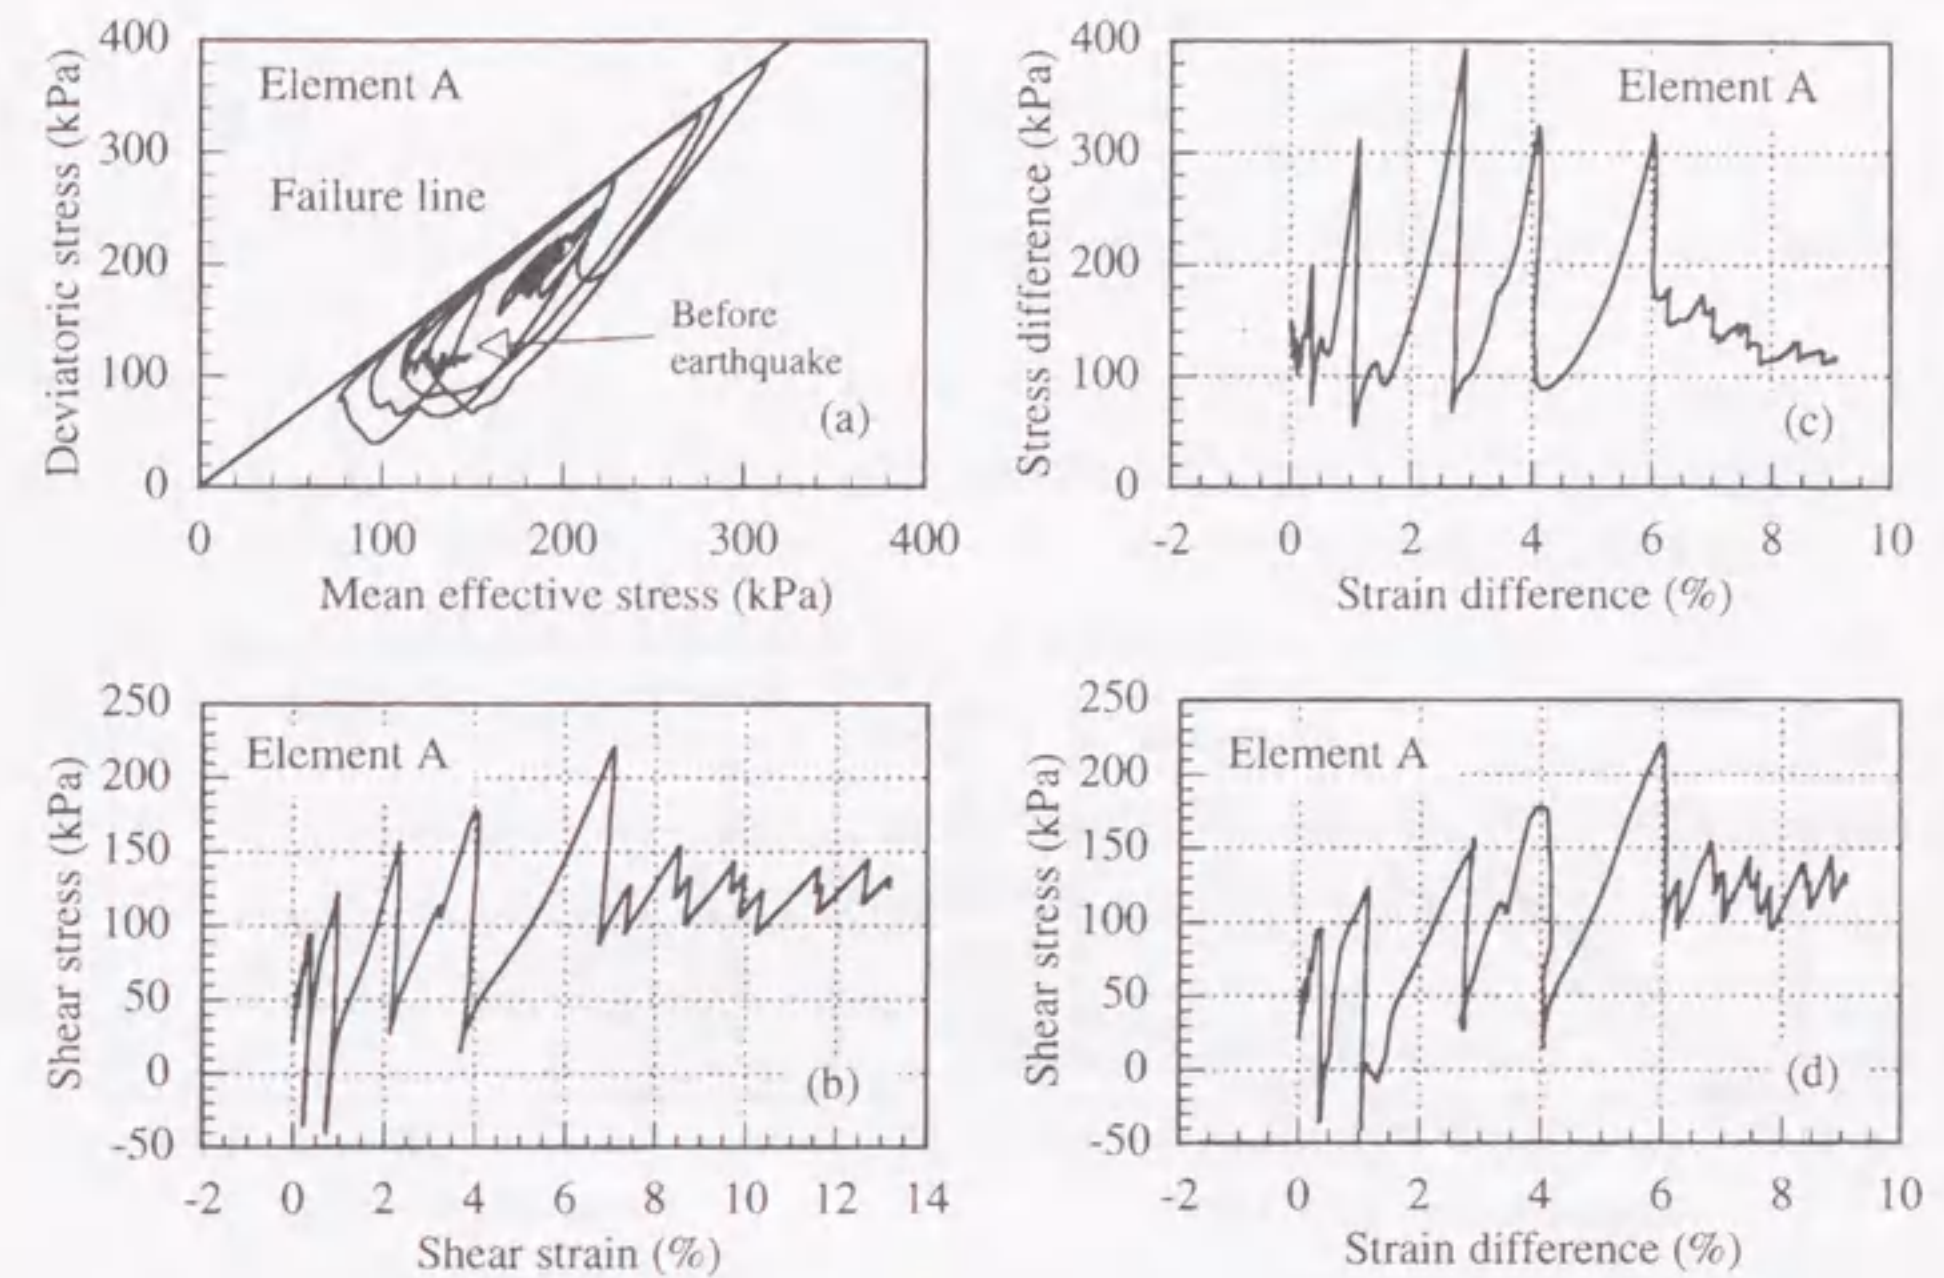 400
300
200
100
0
Deviatoric stress (kPa)
Element A
Failure line
Before
earthquake
(a)
0 100 200 300 400
Mean effective stress (kPa)
400
300
200
100
0
Stress difference (kPa)
Element A
(c)
-2 0 2 4 6 8 10
Strain difference (%)
250
200
150
100
50
0
-50
Shear stress (kPa)
Element A
(b)
-2 0 2 4 6 8 10 12 14
Shear strain (%)
250
200
150
100
50
0
-50
Shear stress (kPa)
Element A
(d)
-2 0 2 4 6 8 10
Strain difference (%)